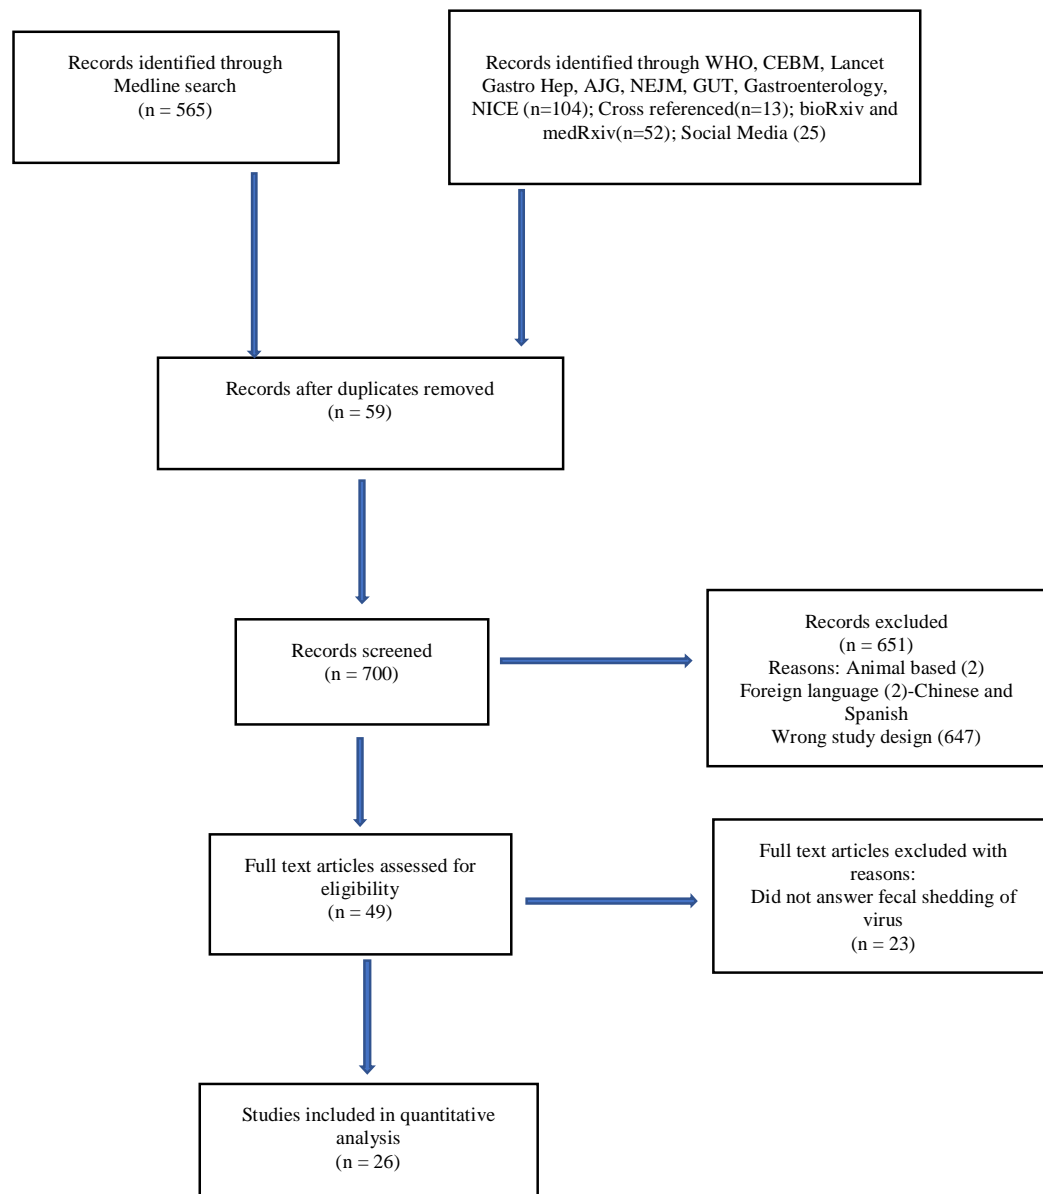 Records identified through
Medline search
(n = 565)
Records identified through WHO, CEBM, Lancet
Gastro Hep, AJG, NEJM, GUT, Gastroenterology,
NICE (n=104); Cross referenced(n=13); bioRxiv and
medRxiv(n=52); Social Media (25)
Records after duplicates removed
(n = 59)
Records screened
(n = 700)
Records excluded
(n = 651)
Reasons: Animal based (2)
Foreign language (2)-Chinese and
Spanish
Wrong study design (647)
Full text articles assessed for
eligibility
(n = 49)
Full text articles excluded with
reasons:
Did not answer fecal shedding of
virus
(n = 23)
Studies included in quantitative
analysis
(n = 26)